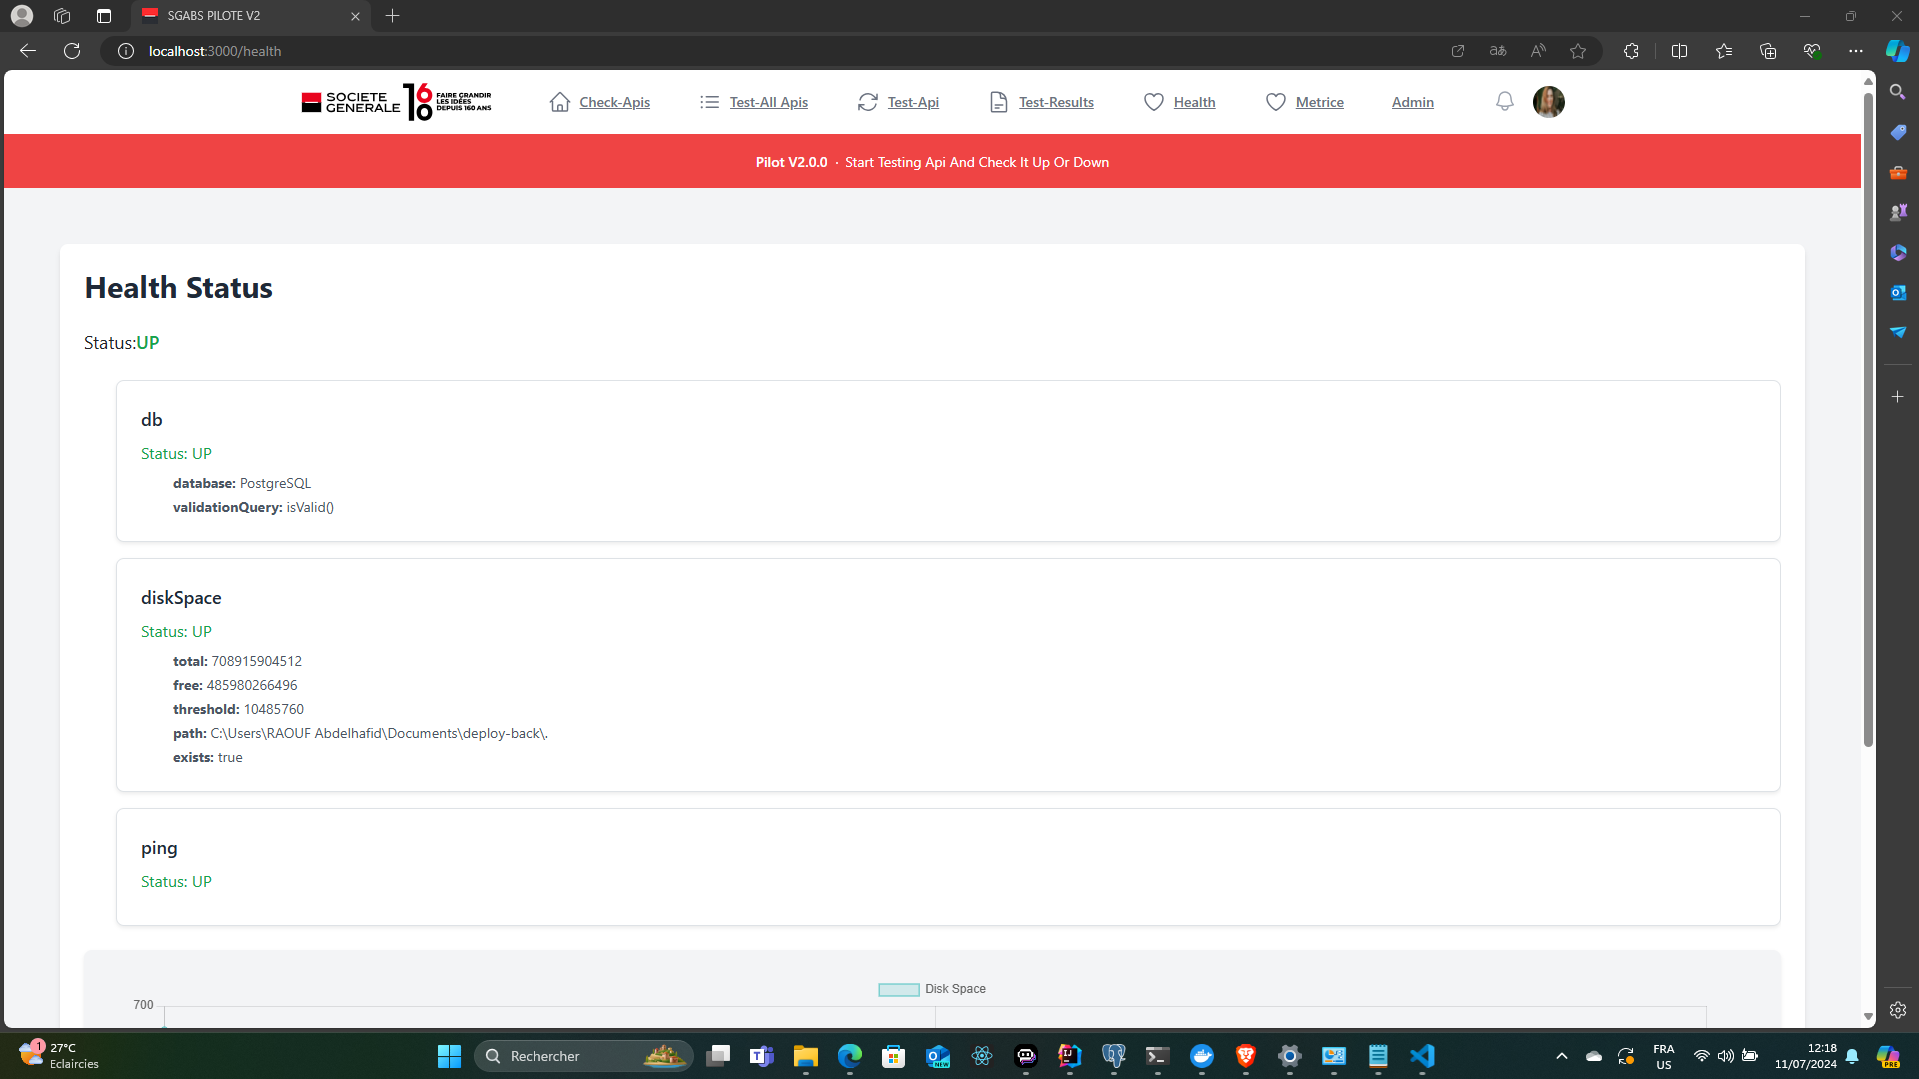 SGABS PILOTE V2
localhost:3000/health
SOCIETE GENERALE
160
FAIRE GRANDIR
LES IDÉES
DEPUIS 160 ANS
Check-Apis
Test-All Apis
Test-Api
Test-Results
Health
Metrice
Admin
Pilot V2.0.0 · Start Testing Api And Check It Up Or Down
Health Status
Status:UP
db
Status: UP
database: PostgreSQL
validationQuery: isValid()
diskSpace
Status: UP
total: 708915904512
free: 485980266496
threshold: 10485760
path: C:\Users\RAOUF Abdelhafid\Documents\deploy-back\.
exists: true
ping
Status: UP
Disk Space
700
1
27°C
Eclaircies
Rechercher
NEW
FRA
US
12:18
11/07/2024
PRE